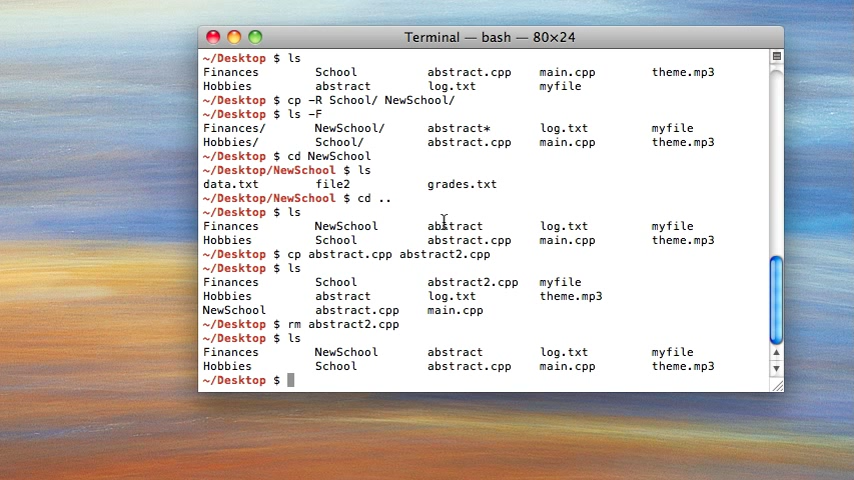 Terminal — bash — 80×24
~/Desktop $ ls
Finances School abstract.cpp main.cpp theme.mp3
Hobbies abstract log.txt myfile
~/Desktop $ cp -R School/ NewSchool/
~/Desktop $ ls -F
Finances/ NewSchool/ abstract* log.txt myfile
Hobbies/ School/ abstract.cpp main.cpp theme.mp3
~/Desktop $ cd NewSchool
~/Desktop/NewSchool $ ls
data.txt file2 grades.txt
~/Desktop/NewSchool $ cd ..
~/Desktop $ ls
Finances NewSchool abstract log.txt myfile
Hobbies School abstract.cpp main.cpp theme.mp3
~/Desktop $ cp abstract.cpp abstract2.cpp
~/Desktop $ ls
Finances School abstract2.cpp myfile
Hobbies abstract log.txt theme.mp3
NewSchool abstract.cpp main.cpp
~/Desktop $ rm abstract2.cpp
~/Desktop $ ls
Finances NewSchool abstract log.txt myfile
Hobbies School abstract.cpp main.cpp theme.mp3
~/Desktop $